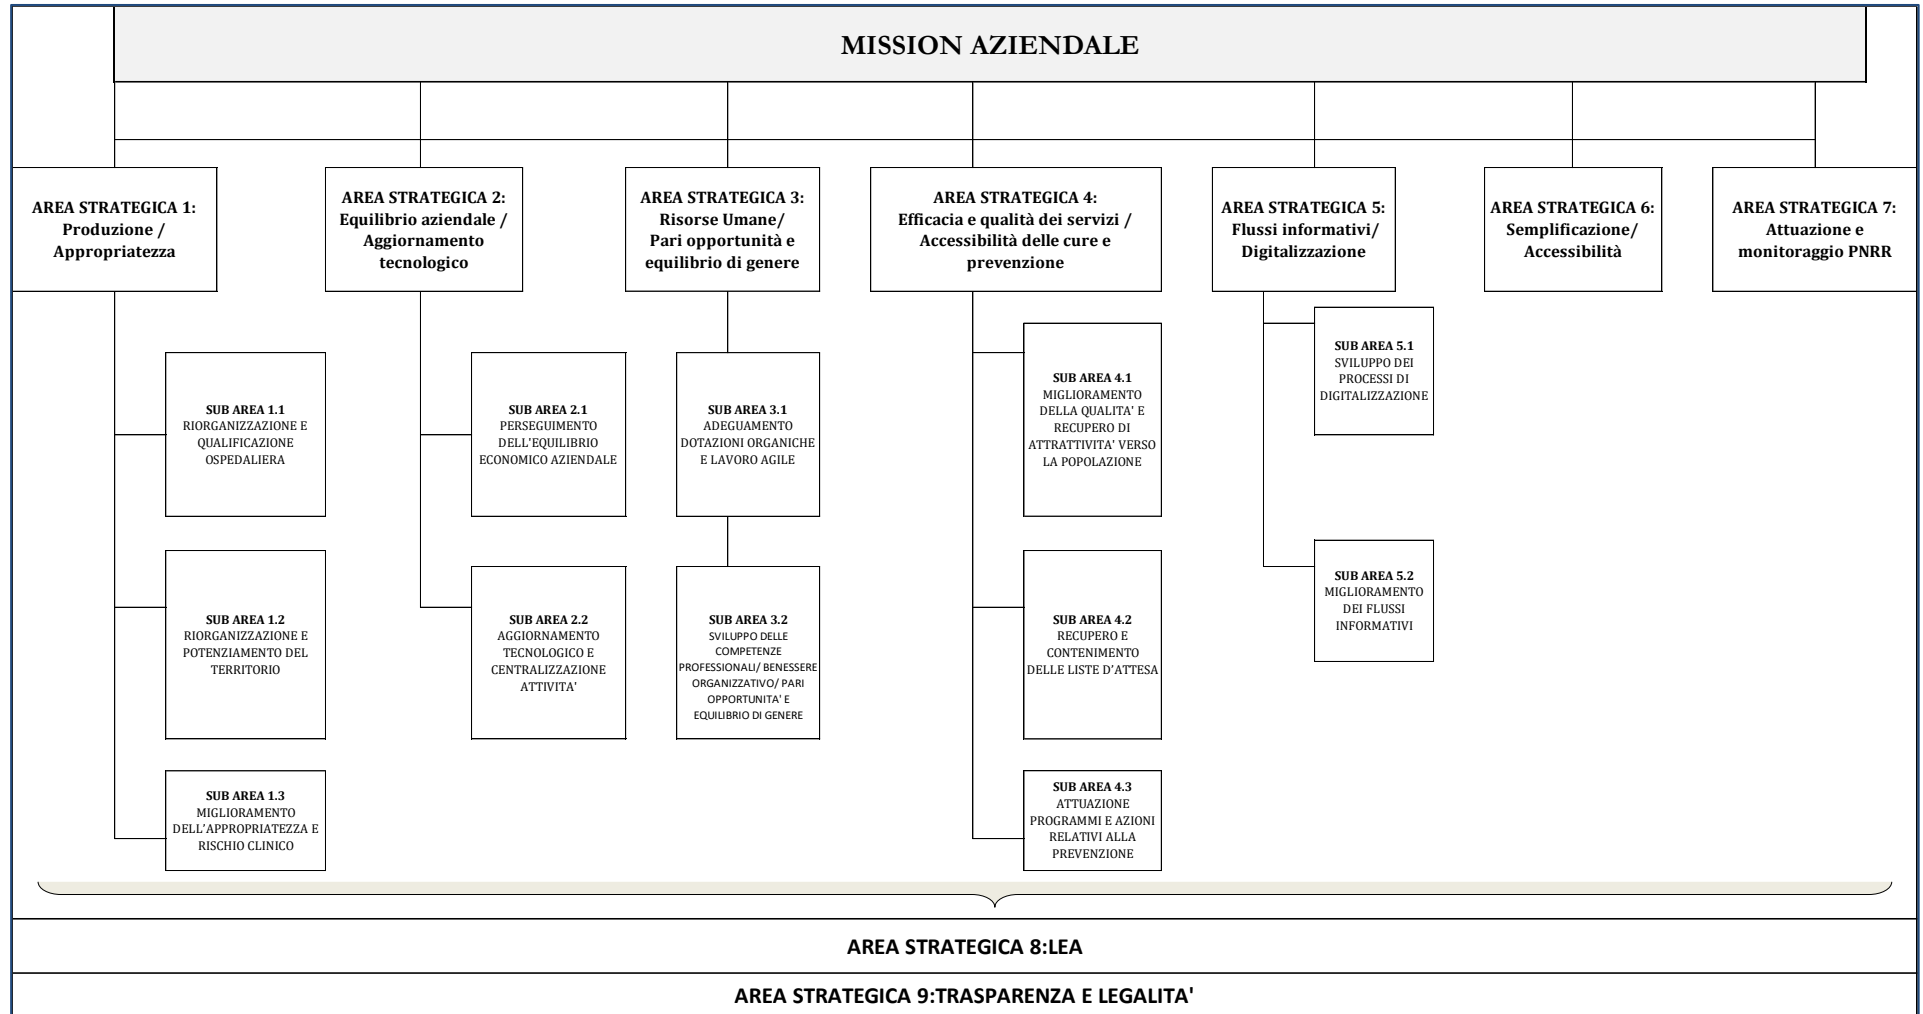 MISSION AZIENDALE
AREA STRATEGICA 1:
Produzione /
Appropriatezza
AREA STRATEGICA 2:
Equilibrio aziendale /
Aggiornamento
tecnologico
AREA STRATEGICA 3:
Risorse Umane/
Pari opportunità e
equilibrio di genere
AREA STRATEGICA 4:
Efficacia e qualità dei servizi /
Accessibilità delle cure e
prevenzione
AREA STRATEGICA 5:
Flussi informativi/
Digitalizzazione
AREA STRATEGICA 6:
Semplificazione/
Accessibilità
AREA STRATEGICA 7:
Attuazione e
monitoraggio PNRR
SUB AREA 1.1
RIORGANIZZAZIONE E
QUALIFICAZIONE
OSPEDALIERA
SUB AREA 2.1
PERSEGUIMENTO
DELL'EQUILIBRIO
ECONOMICO AZIENDALE
SUB AREA 3.1
ADEGUAMENTO
DOTAZIONI ORGANICHE
E LAVORO AGILE
SUB AREA 4.1
MIGLIORAMENTO
DELLA QUALITA' E
RECUPERO DI
ATTRATTIVITA' VERSO
LA POPOLAZIONE
SUB AREA 5.1
SVILUPPO DEI
PROCESSI DI
DIGITALIZZAZIONE
SUB AREA 1.2
RIORGANIZZAZIONE E
POTENZIAMENTO DEL
TERRITORIO
SUB AREA 2.2
AGGIORNAMENTO
TECNOLOGICO E
CENTRALIZZAZIONE
ATTIVITA'
SUB AREA 3.2
SVILUPPO DELLE
COMPETENZE
PROFESSIONALI/ BENESSERE
ORGANIZZATIVO/ PARI
OPPORTUNITA' E
EQUILIBRIO DI GENERE
SUB AREA 4.2
RECUPERO E
CONTENIMENTO
DELLE LISTE D'ATTESA
SUB AREA 5.2
MIGLIORAMENTO
DEI FLUSSI
INFORMATIVI
SUB AREA 1.3
MIGLIORAMENTO
DELL'APPROPRIATEZZA E
RISCHIO CLINICO
SUB AREA 4.3
ATTUAZIONE
PROGRAMMI E AZIONI
RELATIVI ALLA
PREVENZIONE
AREA STRATEGICA 8:LEA
AREA STRATEGICA 9:TRASPARENZA E LEGALITA'